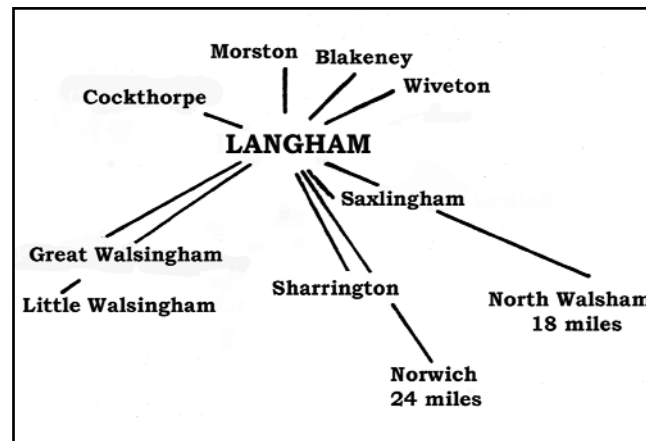 Morston
Blakeney
Wiveton
Cockthorpe
LANGHAM
Saxlingham
Great Walsingham
Little Walsingham
Sharrington
North Walsham
18 miles
Norwich
24 miles